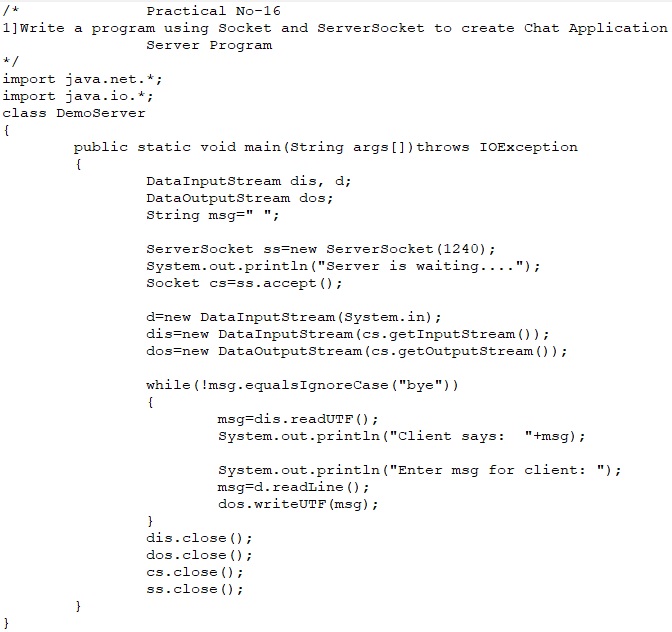 /*            Practical No-16
1]Write a program using Socket and ServerSocket to create Chat Application
                Server Program
*/
import java.net.*;
import java.io.*;
class DemoServer
{
        public static void main(String args[])throws IOException
        {
                DataInputStream dis, d;
                DataOutputStream dos;
                String msg=" ";

                ServerSocket ss=new ServerSocket(1240);
                System.out.println("Server is waiting....");
                Socket cs=ss.accept();

                d=new DataInputStream(System.in);
                dis=new DataInputStream(cs.getInputStream());
                dos=new DataOutputStream(cs.getOutputStream());

                while(!msg.equalsIgnoreCase("bye"))
                {
                        msg=dis.readUTF();
                        System.out.println("Client says:  "+msg);

                        System.out.println("Enter msg for client: ");
                        msg=d.readLine();
                        dos.writeUTF(msg);
                }
                dis.close();
                dos.close();
                cs.close();
                ss.close();
        }
}